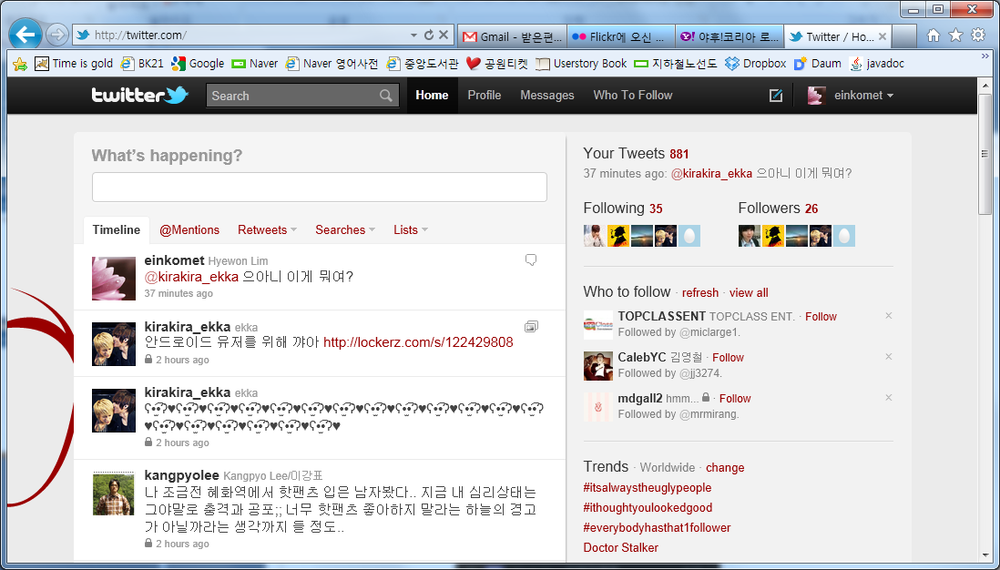 http://twitter.com/
Gmail - 받은편...
Flickr에 오신 ...
야후!코리아 로...
Twitter / Ho...
Time is gold
BK21
Google
Naver
Naver 영어사전
중앙도서관
공원티켓
Userstory Book
지하철노선도
Dropbox
Daum
javadoc
twitter
Search
Home
Profile
Messages
Who To Follow
einkomet
What's happening?
Timeline
@Mentions
Retweets
Searches
Lists
einkomet Hyewon Lim
@kirakira_ekka 으아니 이게 뭐여?
37 minutes ago
kirakira_ekka ekka
안드로이드 유저를 위해 꺄아 http://lockerz.com/s/122429808
2 hours ago
kirakira_ekka ekka
2 hours ago
kangpyolee Kangpyo Lee/이강표
나 조금전 혜화역에서 핫팬츠 입은 남자봤다.. 지금 내 심리상태는
그야말로 충격과 공포;; 너무 핫팬츠 좋아하지 말라는 하늘의 경고
가 아닐까라는 생각까지 들 정도..
2 hours ago
Your Tweets 881
37 minutes ago: @kirakira_ekka 으아니 이게 뭐여?
Following 35
Followers 26
Who to follow · refresh · view all
TOPCLASSENT TOPCLASS ENT. · Follow
Followed by @miclarge1.
CalebYC 김영철 · Follow
Followed by @jj3274.
mdgall2 hmm... · Follow
Followed by @mrmirang.
Trends · Worldwide · change
#itsalwaystheuglypeople
#ithoughtyoulookedgood
#everybodyhasthat1follower
Doctor Stalker